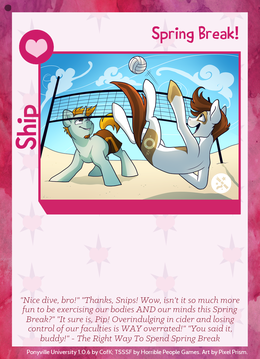 Spring Break!
Ship
"Nice dive, bro!" "Thanks, Snips! Wow, isn't it so much more
fun to be exercising our bodies AND our minds this Spring
Break?" "It sure is, Pip! Overindulging in cider and losing
control of our faculties is WAY overrated!" "You said it,
buddy!" - The Right Way To Spend Spring Break
Ponyville University 1.0.6 by CofK; TSSSF by Horrible People Games. Art by Pixel Prism.